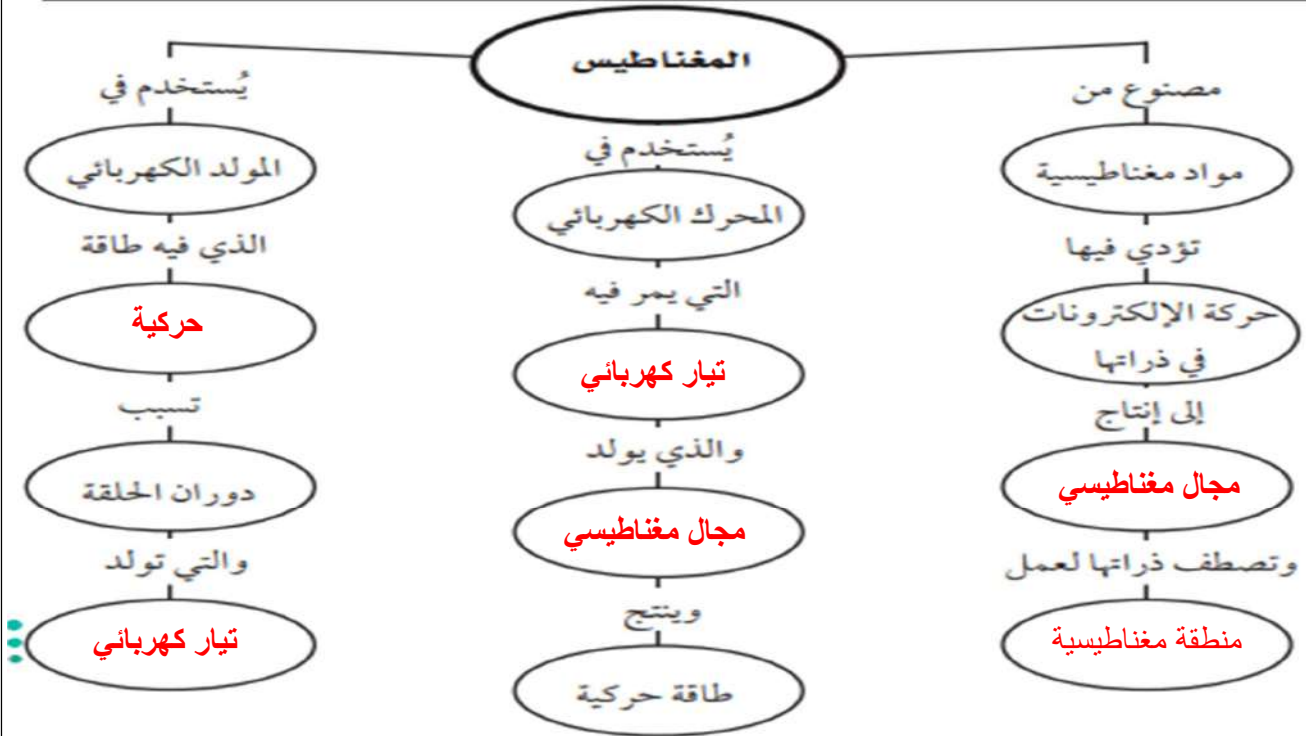 المغناطيس
مصنوع من
مواد مغناطيسية
تؤدي فيها
حركة الإلكترونات
في ذراتها
إلى إنتاج
مجال مغناطيسي
وتصطف ذراتها لعمل
منطقة مغناطيسية
يُستخدم في
المحرك الكهربائي
التي يمر فيه
تيار كهربائي
والذي يولد
مجال مغناطيسي
وينتج
طاقة حركية
يُستخدم في
المولد الكهربائي
الذي فيه طاقة
حركية
تسبب
دوران الحلقة
والتي تولد
تيار كهربائي